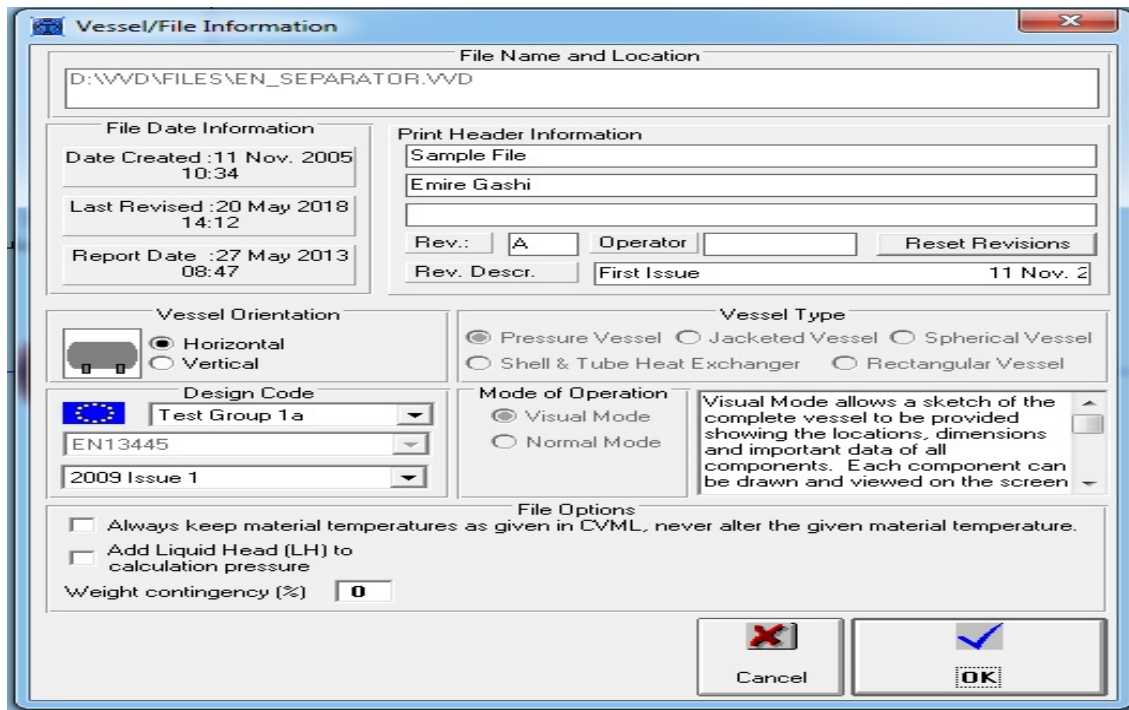 Vessel/File Information
File Name and Location
D:\VVD\FILES\EN_SEPARATOR.VVD
File Date Information
Date Created :11 Nov. 2005
10:34
Last Revised :20 May 2018
14:12
Report Date :27 May 2013
08:47
Print Header Information
Sample File
Emire Gashi
Rev.: A Operator Reset Revisions
Rev. Descr. First Issue 11 Nov. 2
Vessel Orientation
Horizontal
Vertical
Vessel Type
Pressure Vessel Jacketed Vessel Spherical Vessel
Shell & Tube Heat Exchanger Rectangular Vessel
Design Code
Test Group 1a
EN13445
2009 Issue 1
Mode of Operation
Visual Mode
Normal Mode
Visual Mode allows a sketch of the
complete vessel to be provided
showing the locations, dimensions
and important data of all
components. Each component can
be drawn and viewed on the screen
File Options
Always keep material temperatures as given in CVML, never alter the given material temperature.
Add Liquid Head (LH) to
calculation pressure
Weight contingency (%) 0
Cancel
OK